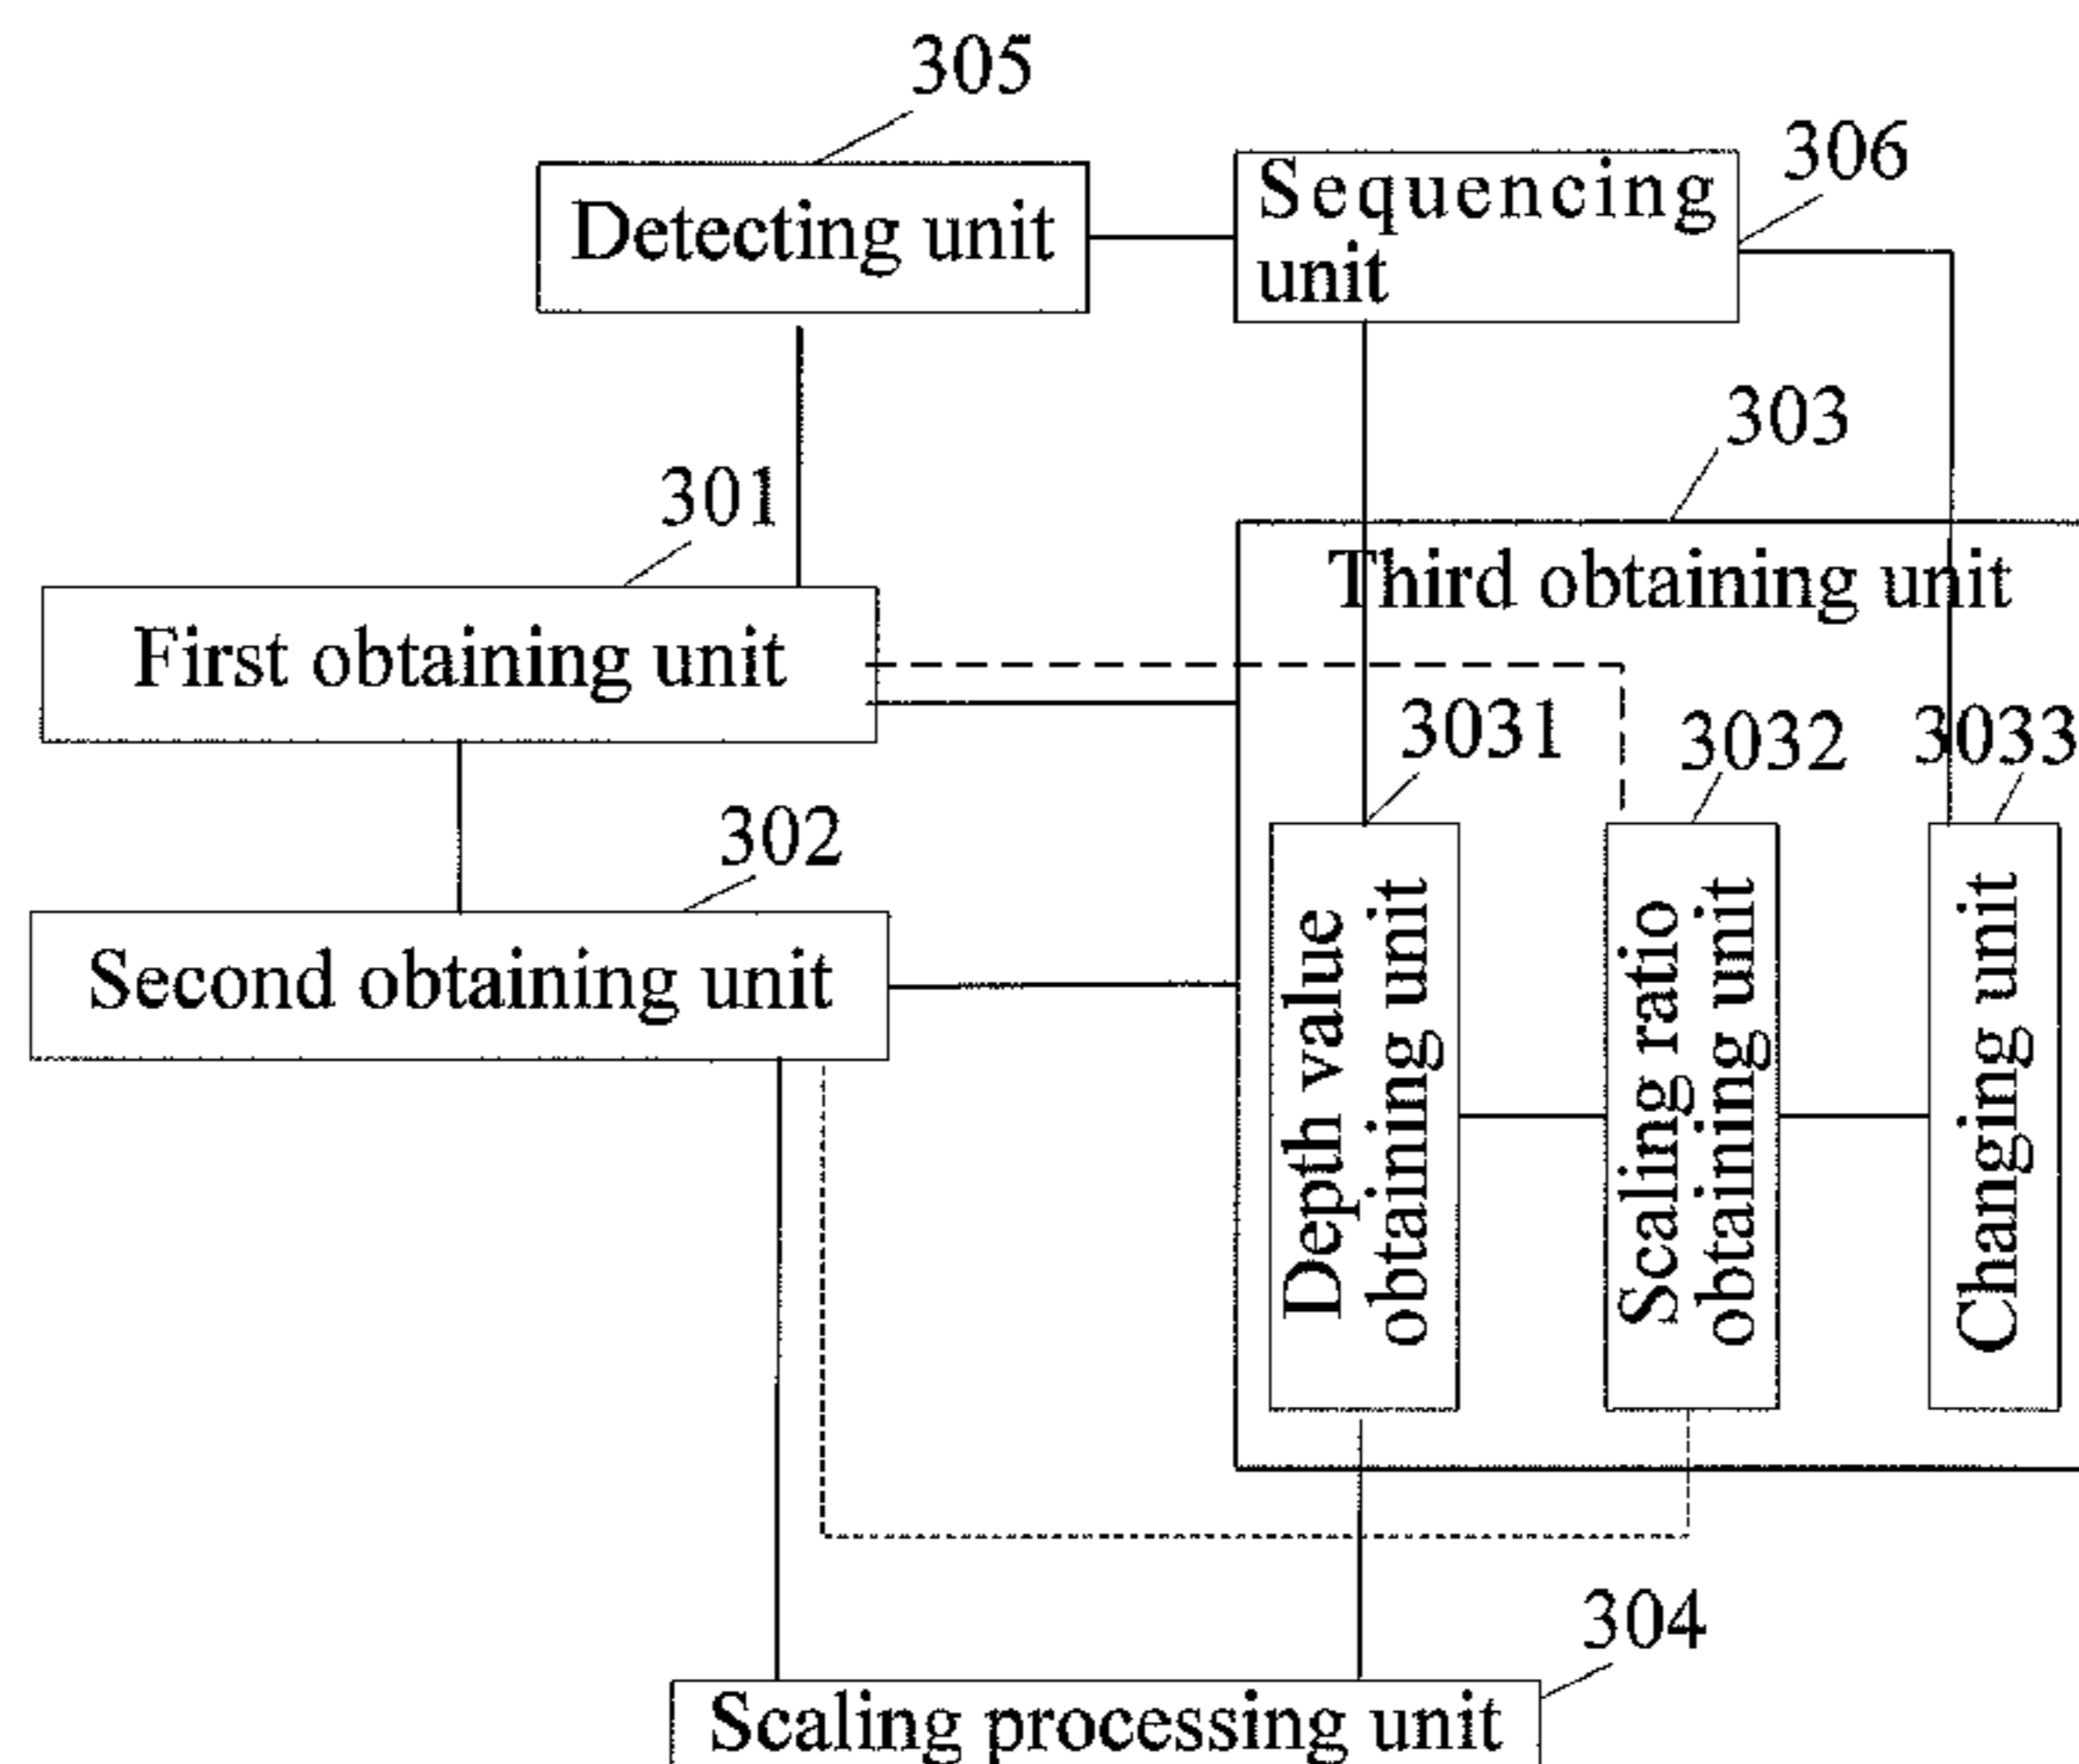 305
306
Detecting unit
Sequencing
unit
303
301
Third obtaining unit
First obtaining unit
3031
3032
3033
302
Second obtaining unit
Depth value
obtaining unit
Scaling ratio
obtaining unit
Changing unit
304
Scaling processing unit